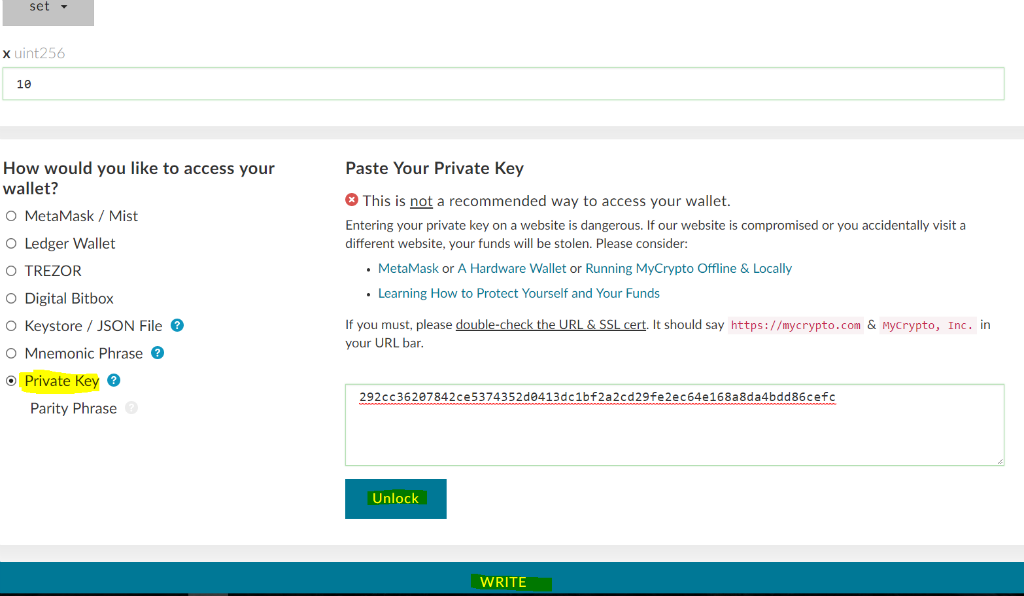 set
x uint256
10
How would you like to access your
wallet?
MetaMask / Mist
Ledger Wallet
TREZOR
Digital Bitbox
Keystore / JSON File ?
Mnemonic Phrase ?
Private Key ?
Parity Phrase ?
Paste Your Private Key
This is not a recommended way to access your wallet.
Entering your private key on a website is dangerous. If our website is compromised or you accidentally visit a
different website, your funds will be stolen. Please consider:
• MetaMask or A Hardware Wallet or Running MyCrypto Offline & Locally
• Learning How to Protect Yourself and Your Funds
If you must, please double-check the URL & SSL cert. It should say https://mycrypto.com & MyCrypto, Inc. in
your URL bar.
292cc36207842ce5374352d0413dc1bf2a2cd29fe2ec64e168a8da4bdd86cefc
Unlock
WRITE